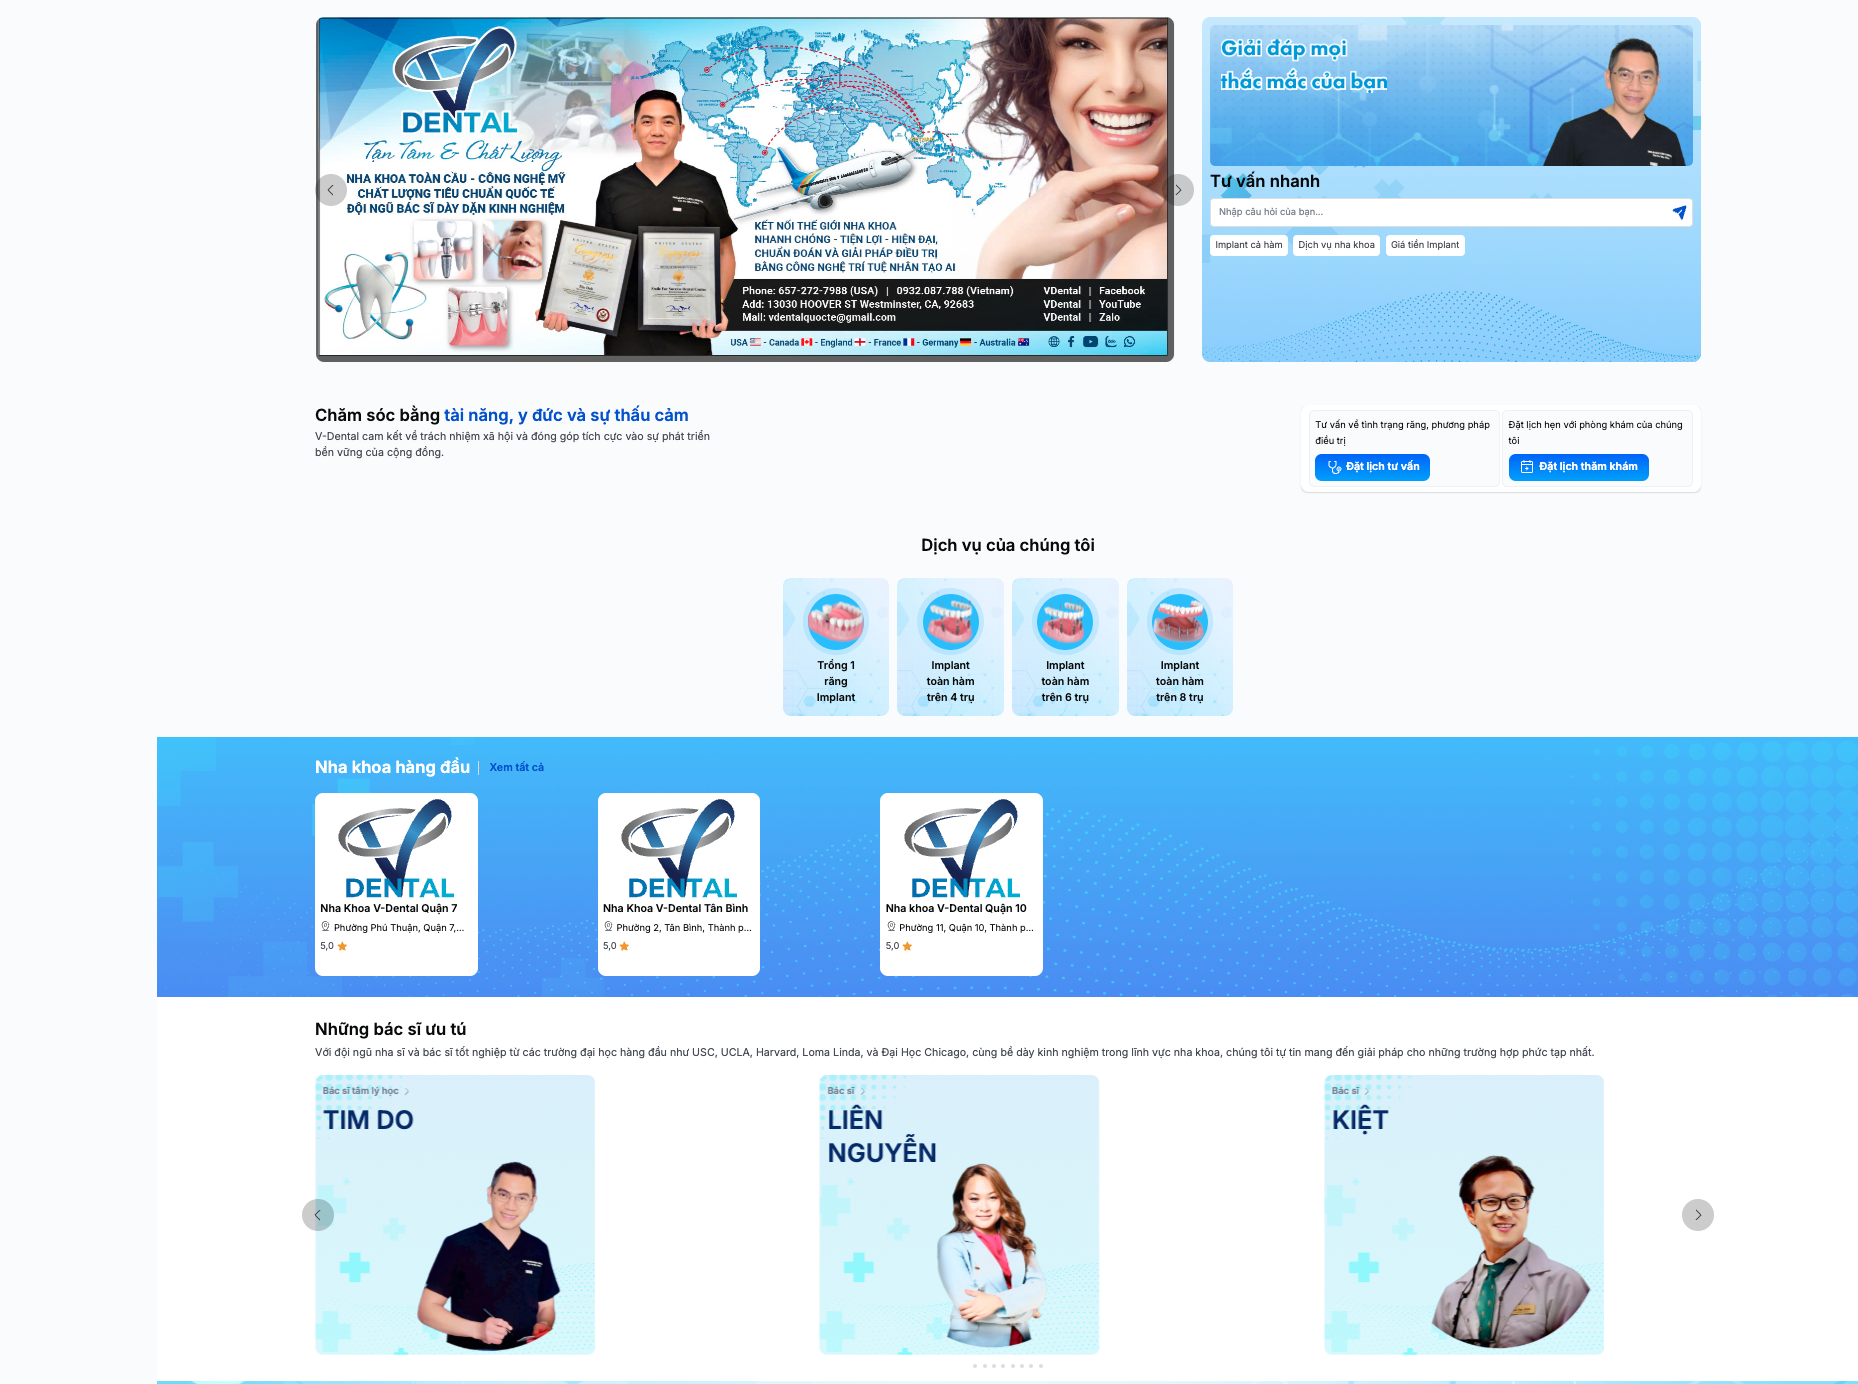 DENTAL
Tận Tâm & Chất Lượng
NHA KHOA TOÀN CẦU - CÔNG NGHỆ MỸ
CHẤT LƯỢNG TIÊU CHUẨN QUỐC TẾ
ĐỘI NGŨ BÁC SĨ DÀY DẶN KINH NGHIỆM
KẾT NỐI THẾ GIỚI NHA KHOA
NHANH CHÓNG - TIỆN LỢI - HIỆN ĐẠI,
CHUẨN ĐOÁN VÀ GIẢI PHÁP ĐIỀU TRỊ
BẰNG CÔNG NGHỆ TRÍ TUỆ NHÂN TẠO AI
Phone: 657-272-7988 (USA) | 0932.087.788 (Vietnam)
Add: 13030 HOOVER ST Westminster, CA, 92683
Mail: vdentalquocte@gmail.com
VDental | Facebook
VDental | YouTube
VDental | Zalo
USA - Canada - England - France - Germany - Australia
Giải đáp mọi
thắc mắc của bạn
Tư vấn nhanh
Nhập câu hỏi của bạn...
Implant cả hàm
Dịch vụ nha khoa
Giá tiền Implant
Chăm sóc bằng tài năng, y đức và sự thấu cảm
V-Dental cam kết về trách nhiệm xã hội và đóng góp tích cực vào sự phát triển
bền vững của cộng đồng.
Tư vấn về tình trạng răng, phương pháp
điều trị
Đặt lịch tư vấn
Đặt lịch hẹn với phòng khám của chúng
tôi
Đặt lịch thăm khám
Dịch vụ của chúng tôi
Trồng 1
răng
Implant
Implant
toàn hàm
trên 4 trụ
Implant
toàn hàm
trên 6 trụ
Implant
toàn hàm
trên 8 trụ
Nha khoa hàng đầu | Xem tất cả
DENTAL
Nha Khoa V-Dental Quận 7
Phường Phú Thuận, Quận 7,...
5,0
DENTAL
Nha Khoa V-Dental Tân Bình
Phường 2, Tân Bình, Thành p...
5,0
DENTAL
Nha khoa V-Dental Quận 10
Phường 11, Quận 10, Thành p...
5,0
Những bác sĩ ưu tú
Với đội ngũ nha sĩ và bác sĩ tốt nghiệp từ các trường đại học hàng đầu như USC, UCLA, Harvard, Loma Linda, và Đại Học Chicago, cùng bề dày kinh nghiệm trong lĩnh vực nha khoa, chúng tôi tự tin mang đến giải pháp cho những trường hợp phức tạp nhất.
Bác sĩ tâm lý học
TIM DO
Bác sĩ
LIÊN
NGUYỄN
Bác sĩ
KIỆT